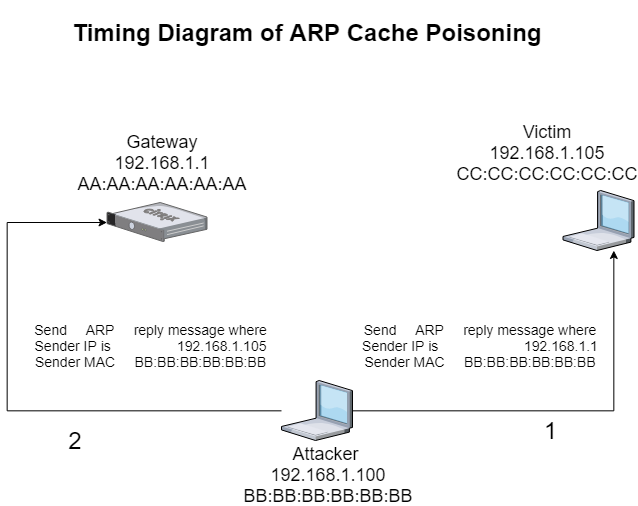 Timing Diagram of ARP Cache Poisoning
Gateway
192.168.1.1
AA:AA:AA:AA:AA:AA
Victim
192.168.1.105
CC:CC:CC:CC:CC:CC
citrix
Send ARP reply message where
Sender IP is 192.168.1.105
Sender MAC BB:BB:BB:BB:BB:BB
Send ARP reply message where
Sender IP is 192.168.1.1
Sender MAC BB:BB:BB:BB:BB:BB
2
1
Attacker
192.168.1.100
BB:BB:BB:BB:BB:BB